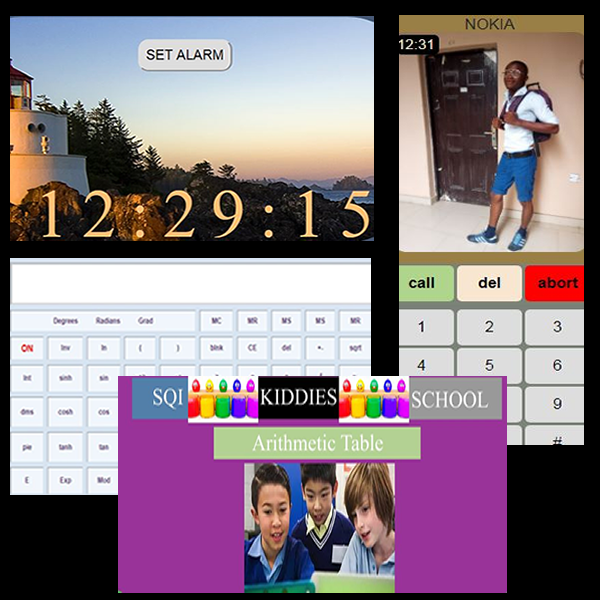 SET ALARM
12:29:15
NOKIA
12:31
call del abort
1 2 3
4 5 6
9
#
Degrees Radians Grad MC MR MS MS MR
ON Inv ln ( ) blnk CE del +. sqrt
Int sinh sin
dms cosh cos
pie tanh tan
E Exp Mod
SQI KIDDIES SCHOOL
Arithmetic Table